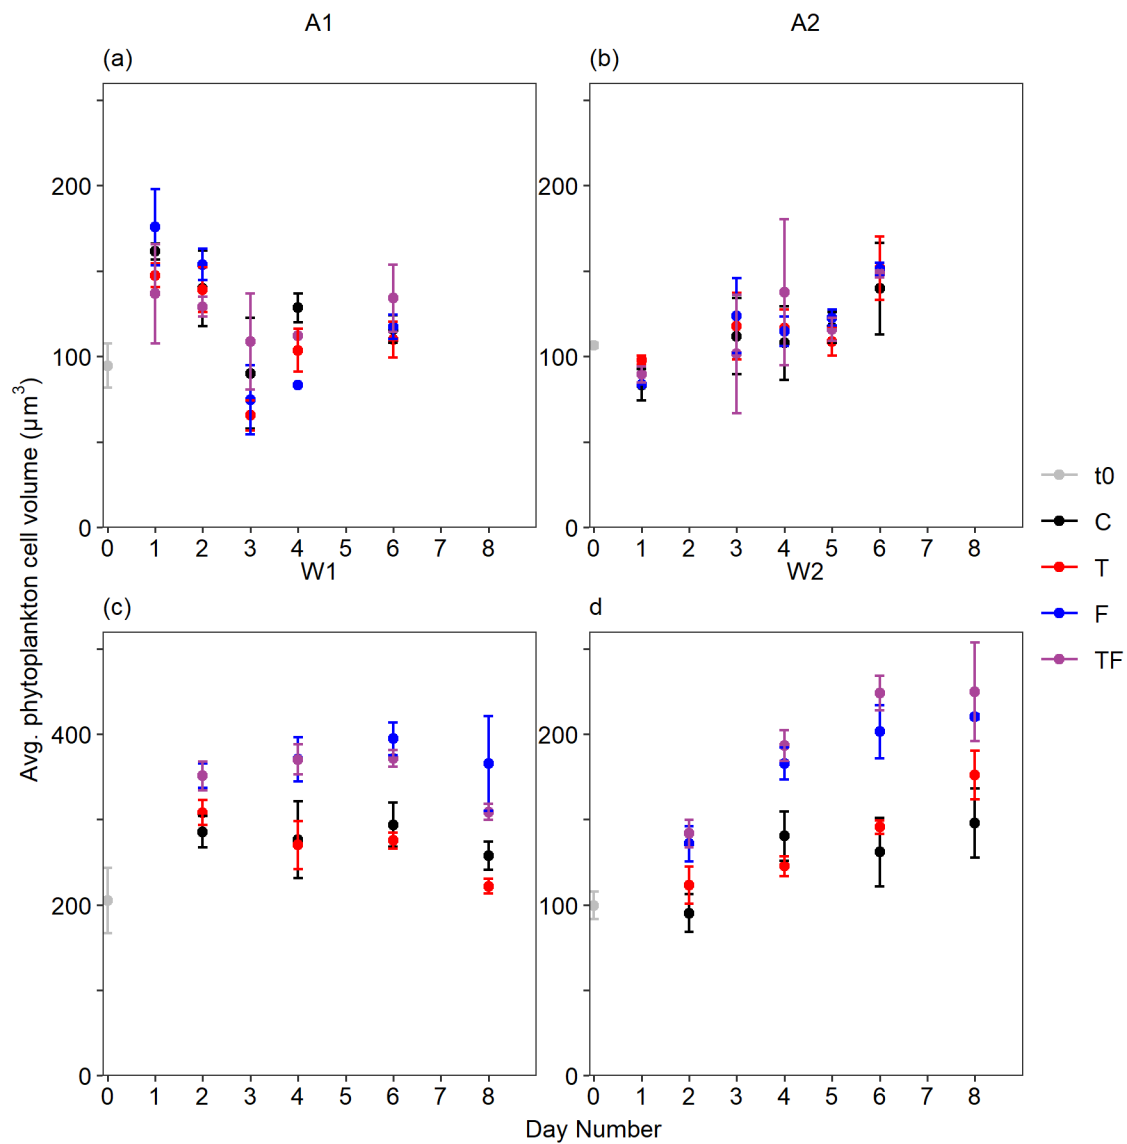 A1
A2
(a)
(b)
200
100
0
0 1 2 3 4 5 6 7 8
200
100
0
0 1 2 3 4 5 6 7 8
W1
W2
(c)
d
400
200
0
0 1 2 3 4 5 6 7 8
200
100
0
0 1 2 3 4 5 6 7 8
Avg. phytoplankton cell volume (μm³)
Day Number
t0
C
T
F
TF